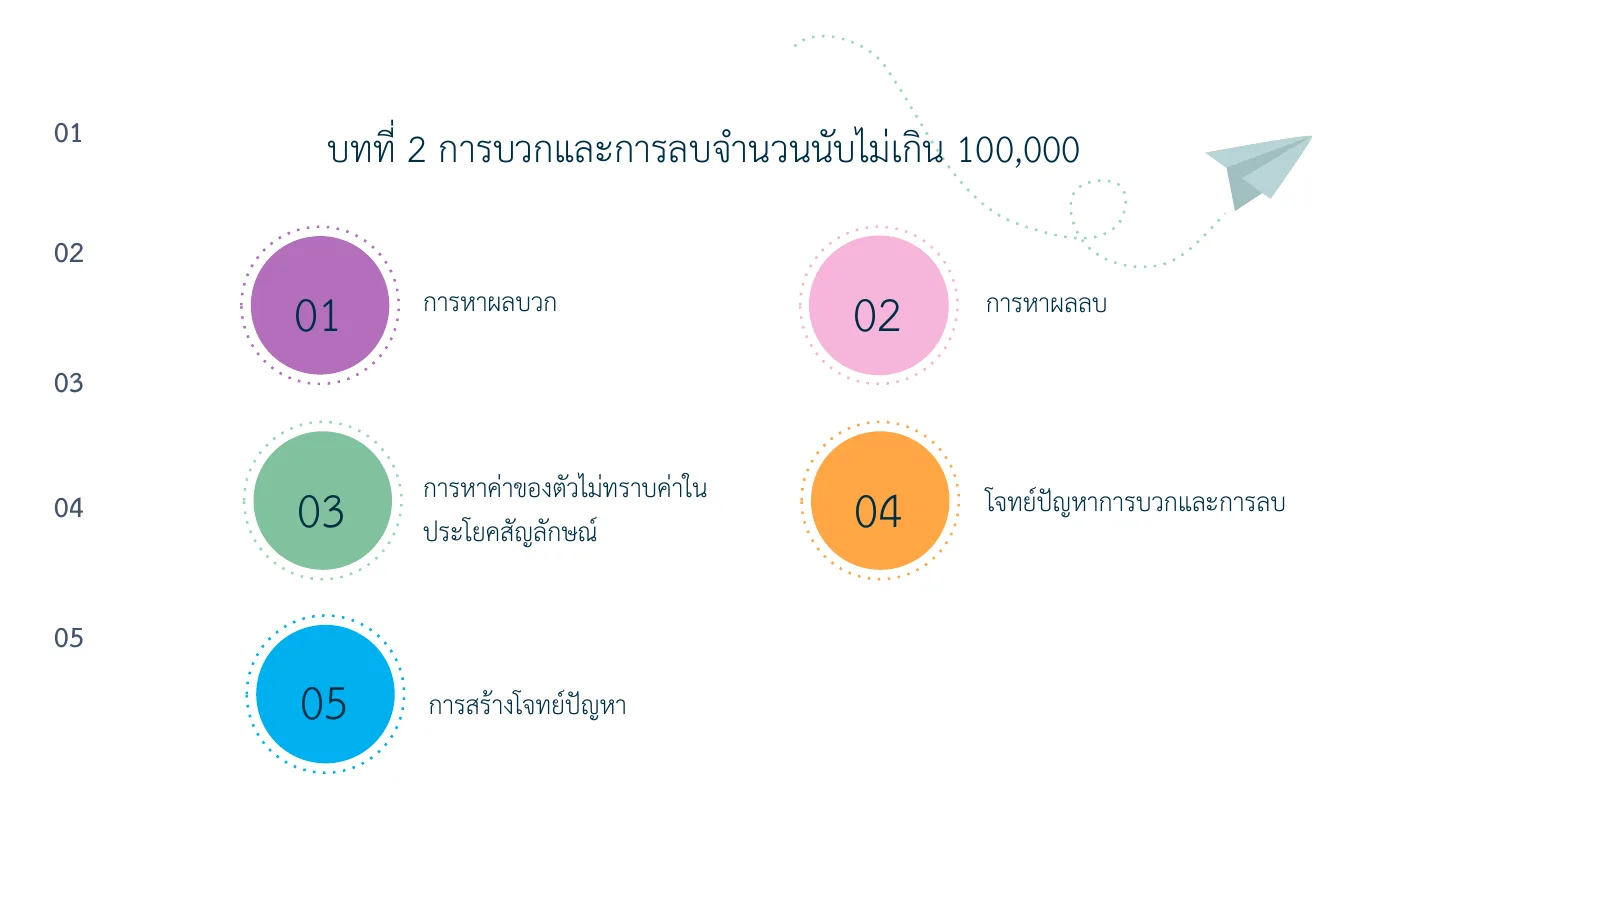 01
02
03
04
05
บทที่ 2 การบวกและการลบจำนวนนับไม่เกิน 100,000
01
การหาผลบวก
02
การหาผลลบ
03
การหาค่าของตัวไม่ทราบค่าใน
ประโยคสัญลักษณ์
04
โจทย์ปัญหาการบวกและการลบ
05
การสร้างโจทย์ปัญหา